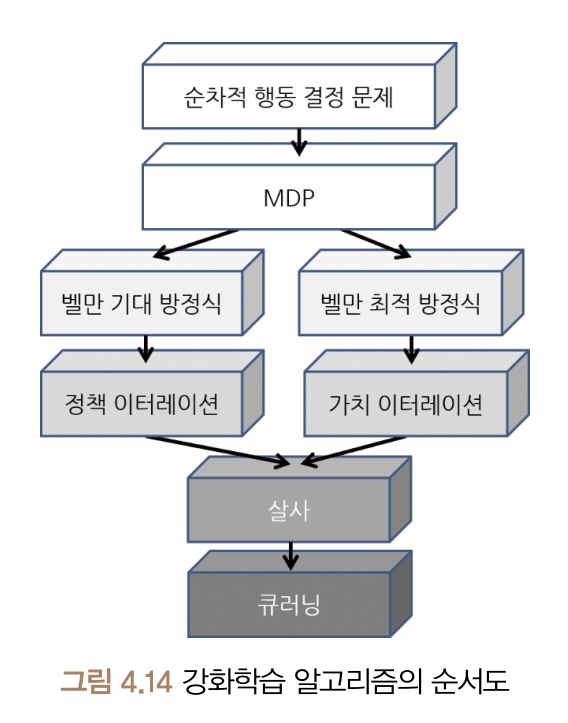 순차적 행동 결정 문제
MDP
벨만 기대 방정식
벨만 최적 방정식
정책 이터레이션
가치 이터레이션
살사
큐러닝
그림 4.14 강화학습 알고리즘의 순서도